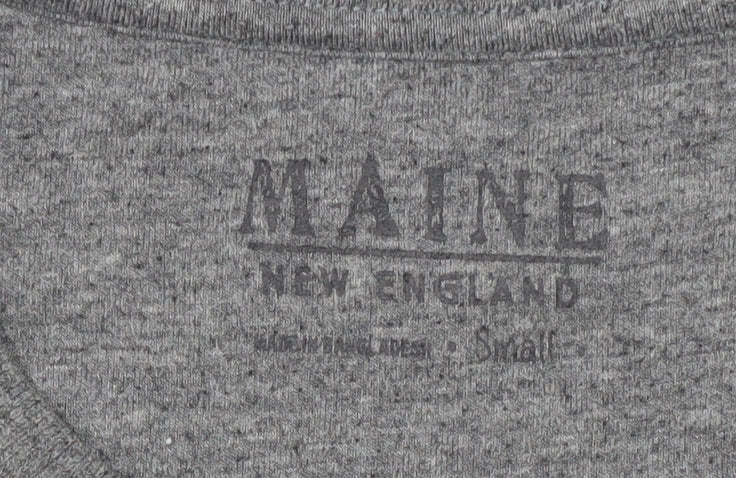 MAINE
NEW ENGLAND
MADE IN BANGLADESH • Small